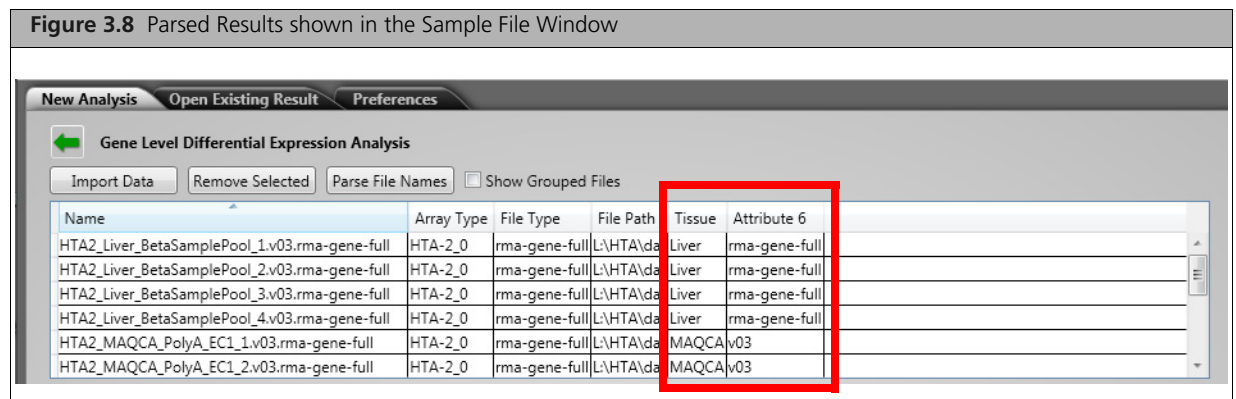 Figure 3.8 Parsed Results shown in the Sample File Window
New Analysis Open Existing Result Preferences
Gene Level Differential Expression Analysis
Import Data Remove Selected Parse File Names Show Grouped Files
Name Array Type File Type File Path Tissue Attribute 6
HTA2_Liver_BetaSamplePool_1.v03.rma-gene-full HTA-2_0 rma-gene-full L:\HTA\da Liver rma-gene-full
HTA2_Liver_BetaSamplePool_2.v03.rma-gene-full HTA-2_0 rma-gene-full L:\HTA\da Liver rma-gene-full
HTA2_Liver_BetaSamplePool_3.v03.rma-gene-full HTA-2_0 rma-gene-full L:\HTA\da Liver rma-gene-full
HTA2_Liver_BetaSamplePool_4.v03.rma-gene-full HTA-2_0 rma-gene-full L:\HTA\da Liver rma-gene-full
HTA2_MAQCA_PolyA_EC1_1.v03.rma-gene-full HTA-2_0 rma-gene-full L:\HTA\da MAQCA v03
HTA2_MAQCA_PolyA_EC1_2.v03.rma-gene-full HTA-2_0 rma-gene-full L:\HTA\da MAQCA v03